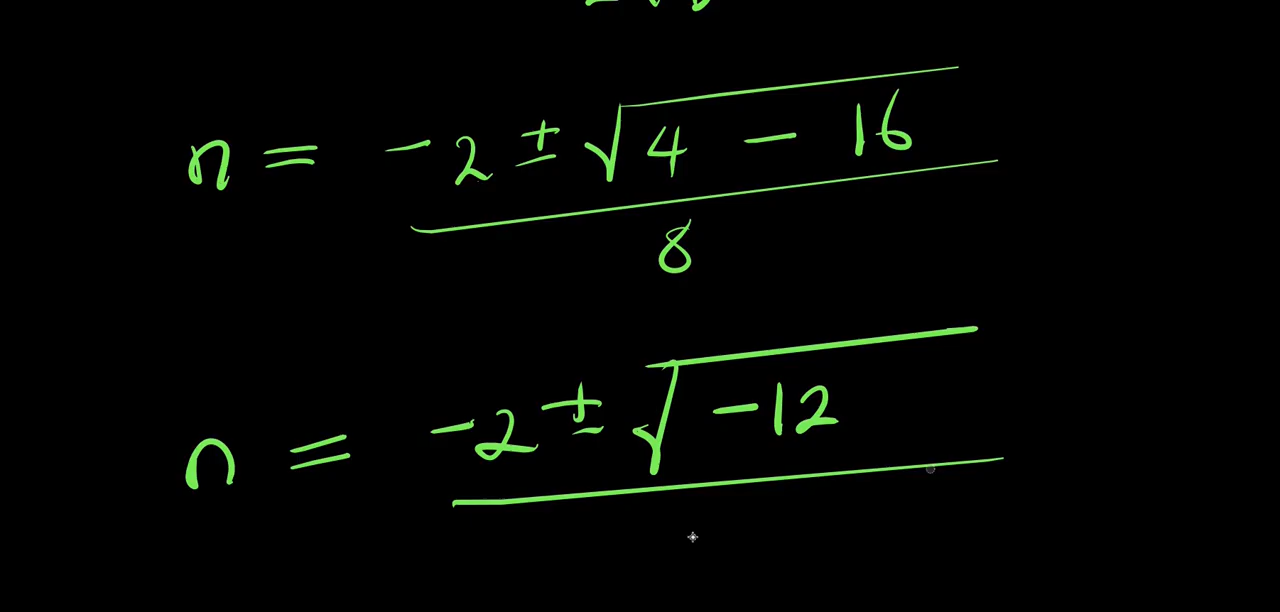 n = -2 ± √4 - 16
8
n = -2 ± √-12